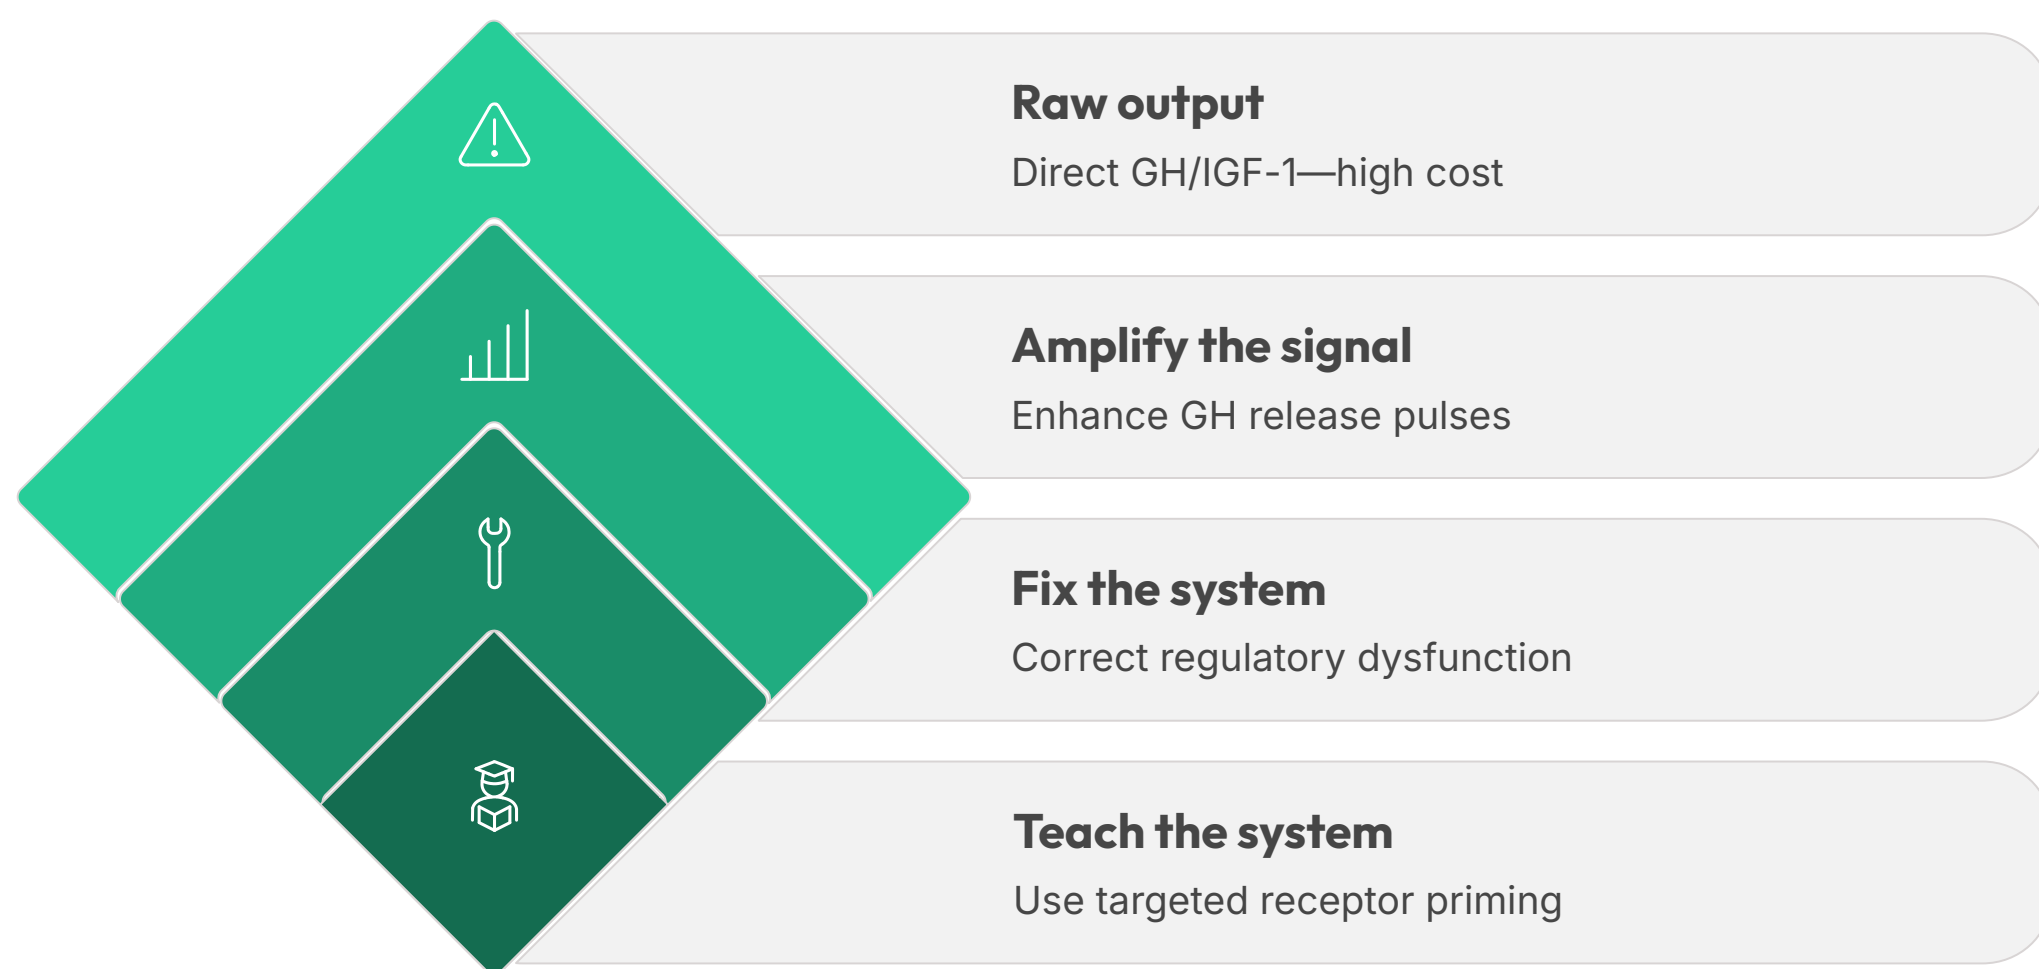 Raw output
Direct GH/IGF-1—high cost
Amplify the signal
Enhance GH release pulses
Fix the system
Correct regulatory dysfunction
Teach the system
Use targeted receptor priming